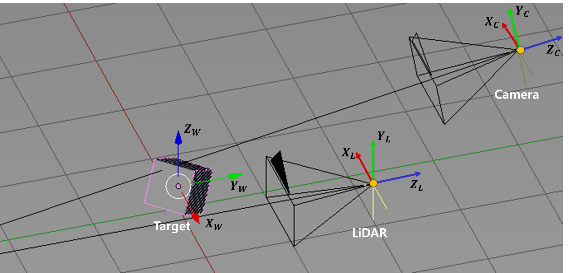 Y_C
X_C
Z_C
Camera
Z_W
Y_L
X_L
Y_W
Z_L
X_W
Target
LiDAR